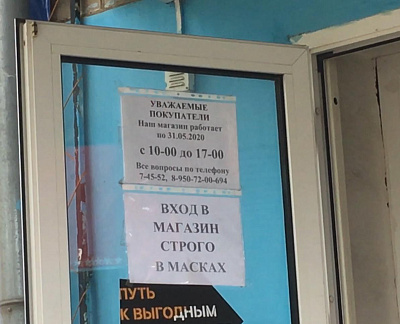 УВАЖАЕМЫЕ
ПОКУПАТЕЛИ
Наш магазин работает
по 31.05.2020
с 10-00 до 17-00
Все вопросы по телефону
7-45-52, 8-950-72-00-694
ВХОД В
МАГАЗИН
СТРОГО
В МАСКАХ
ПУТЬ
К ВЫГОДНЫМ